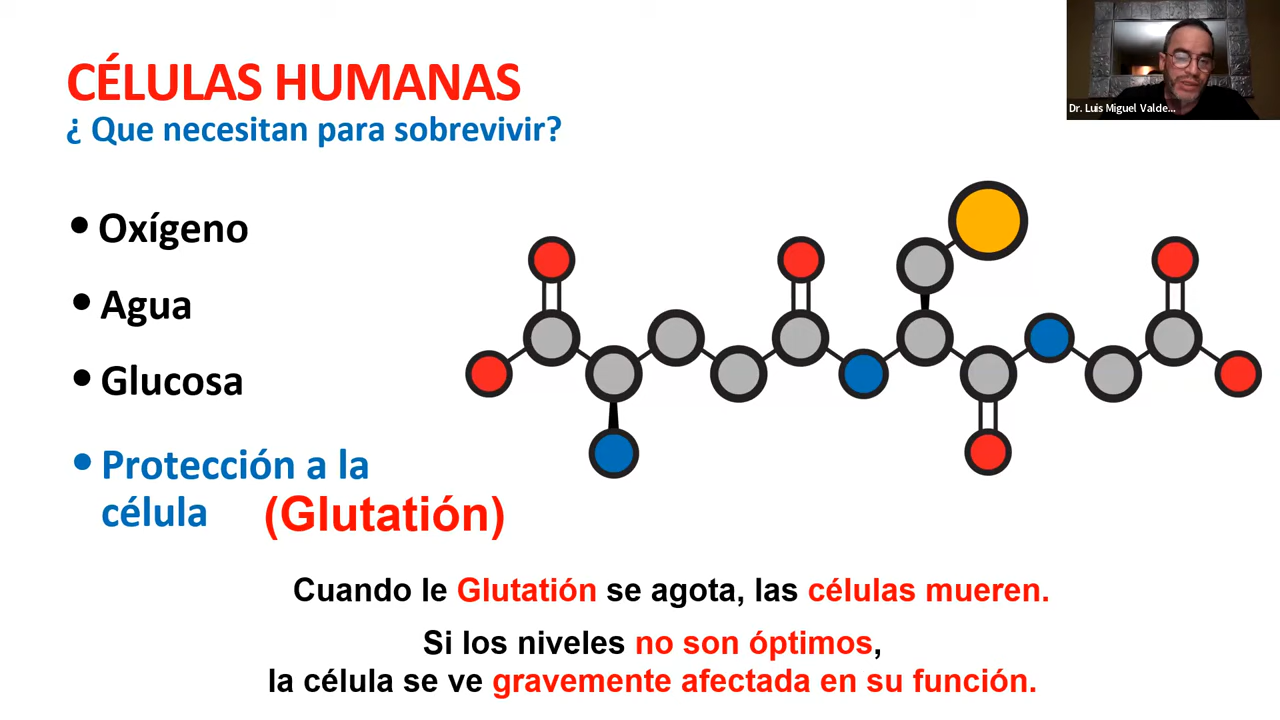 CÉLULAS HUMANAS
¿ Que necesitan para sobrevivir?
• Oxígeno
• Agua
• Glucosa
• Protección a la
célula (Glutatión)
Cuando le Glutatión se agota, las células mueren.
Si los niveles no son óptimos,
la célula se ve gravemente afectada en su función.
Dr. Luis Miguel Valde...